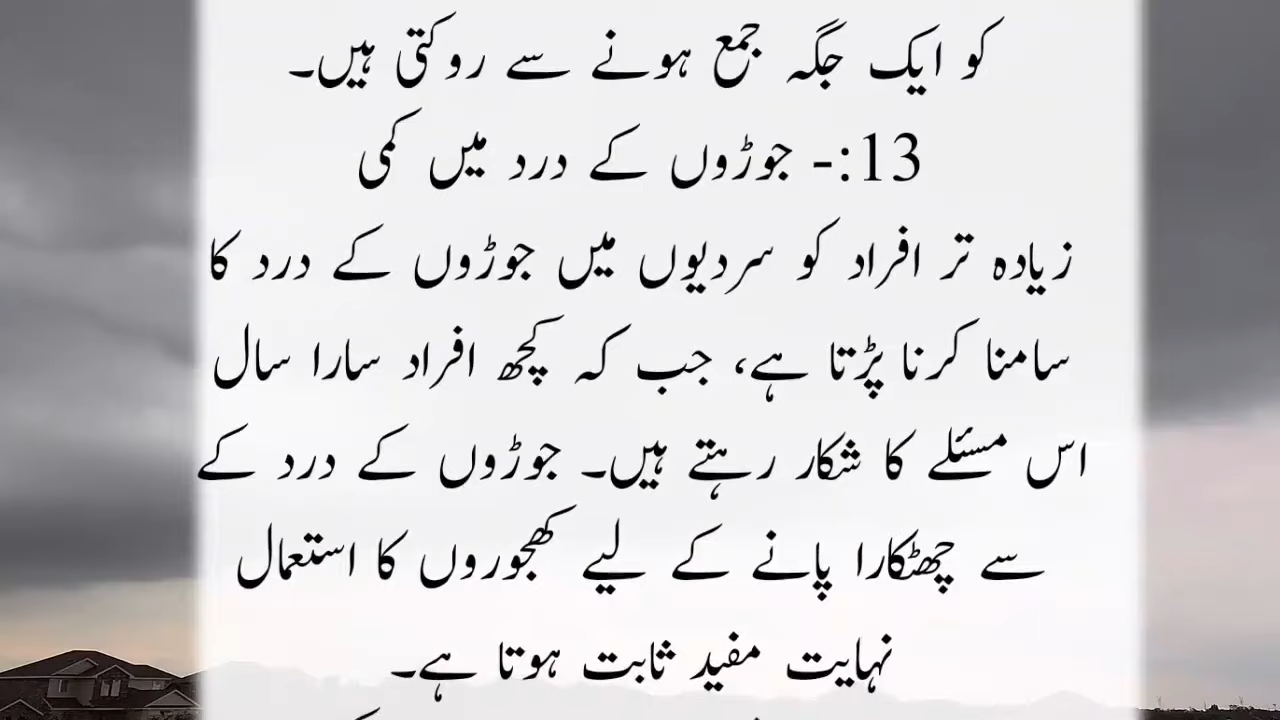 کو ایک جگہ جمع ہونے سے روکتی ہیں۔
13:- جوڑوں کے درد میں کمی
زیادہ تر افراد کو سردیوں میں جوڑوں کے درد کا
سامنا کرنا پڑتا ہے، جب کہ کچھ افراد سارا سال
اس مسئلے کا شکار رہتے ہیں۔ جوڑوں کے درد کے
سے چھٹکارا پانے کے لیے کھجوروں کا استعمال
نہایت مفید ثابت ہوتا ہے۔